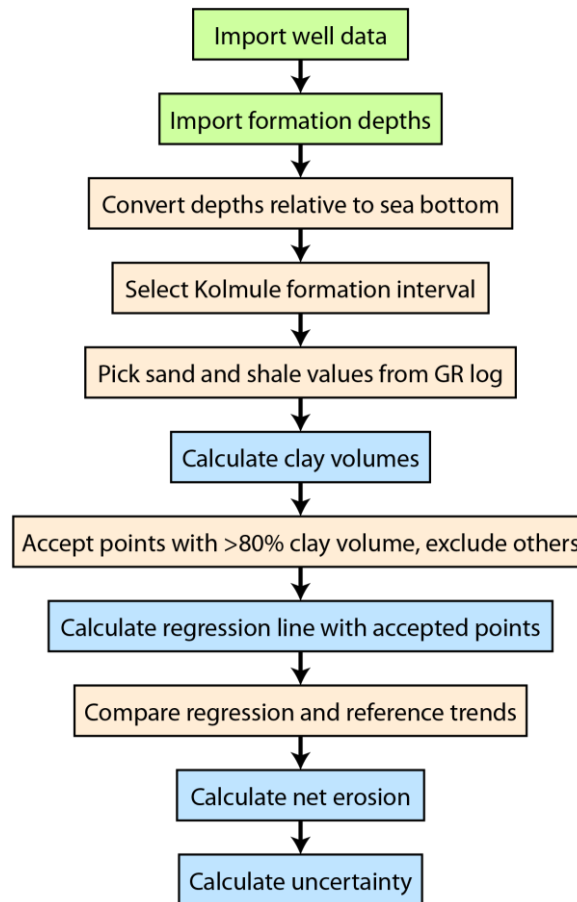 Import well data
Import formation depths
Convert depths relative to sea bottom
Select Kolmule formation interval
Pick sand and shale values from GR log
Calculate clay volumes
Accept points with >80% clay volume, exclude others
Calculate regression line with accepted points
Compare regression and reference trends
Calculate net erosion
Calculate uncertainty